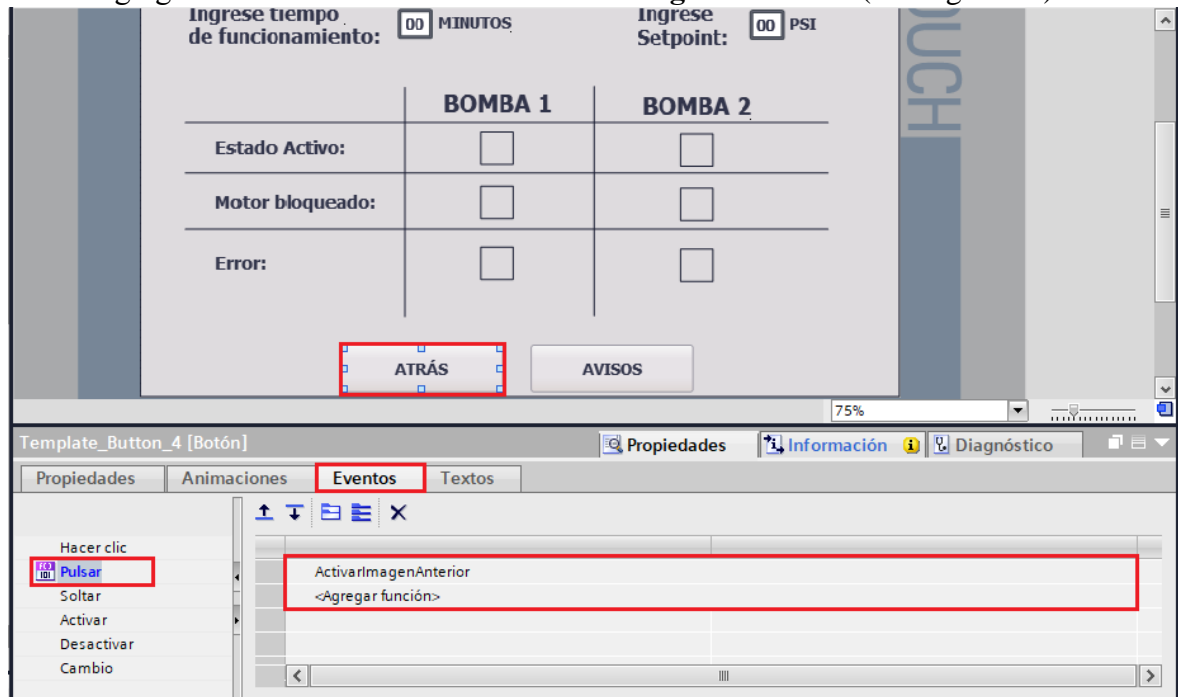 Ingrese tiempo
de funcionamiento: 00 MINUTOS
Ingrese
Setpoint: 00 PSI
OUCH
BOMBA 1 BOMBA 2
Estado Activo:
Motor bloqueado:
Error:
ATRÁS AVISOS
75%
Template_Button_4 [Botón]
Propiedades Información Diagnóstico
Propiedades Animaciones Eventos Textos
Hacer clic
Pulsar
Soltar
Activar
Desactivar
Cambio
ActivarImagenAnterior
<Agregar función>